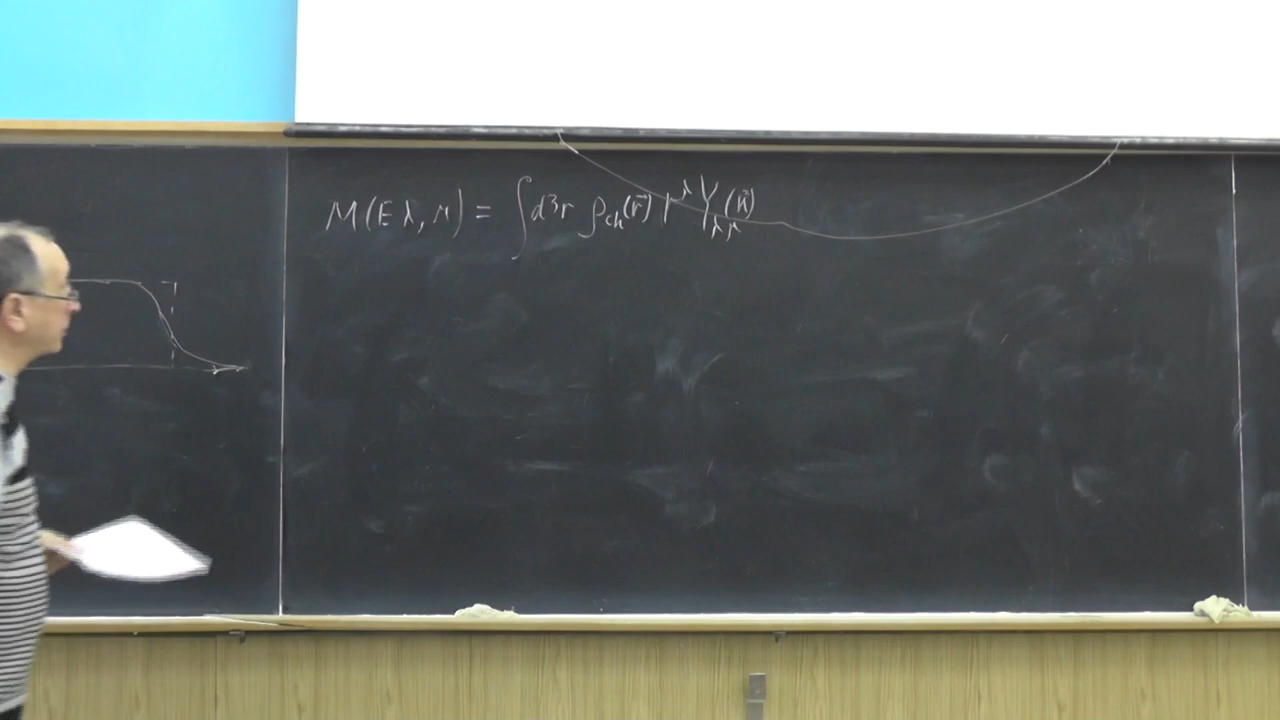 M(Eλ,μ) = ∫d³r ρ_ch(r⃗) r^λ Y_λμ(n⃗)